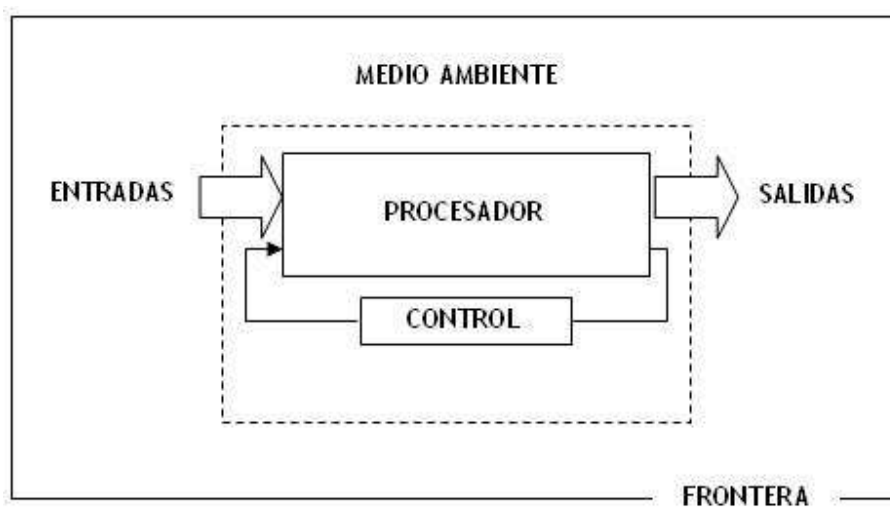 MEDIO AMBIENTE
ENTRADAS
PROCESADOR
SALIDAS
CONTROL
FRONTERA